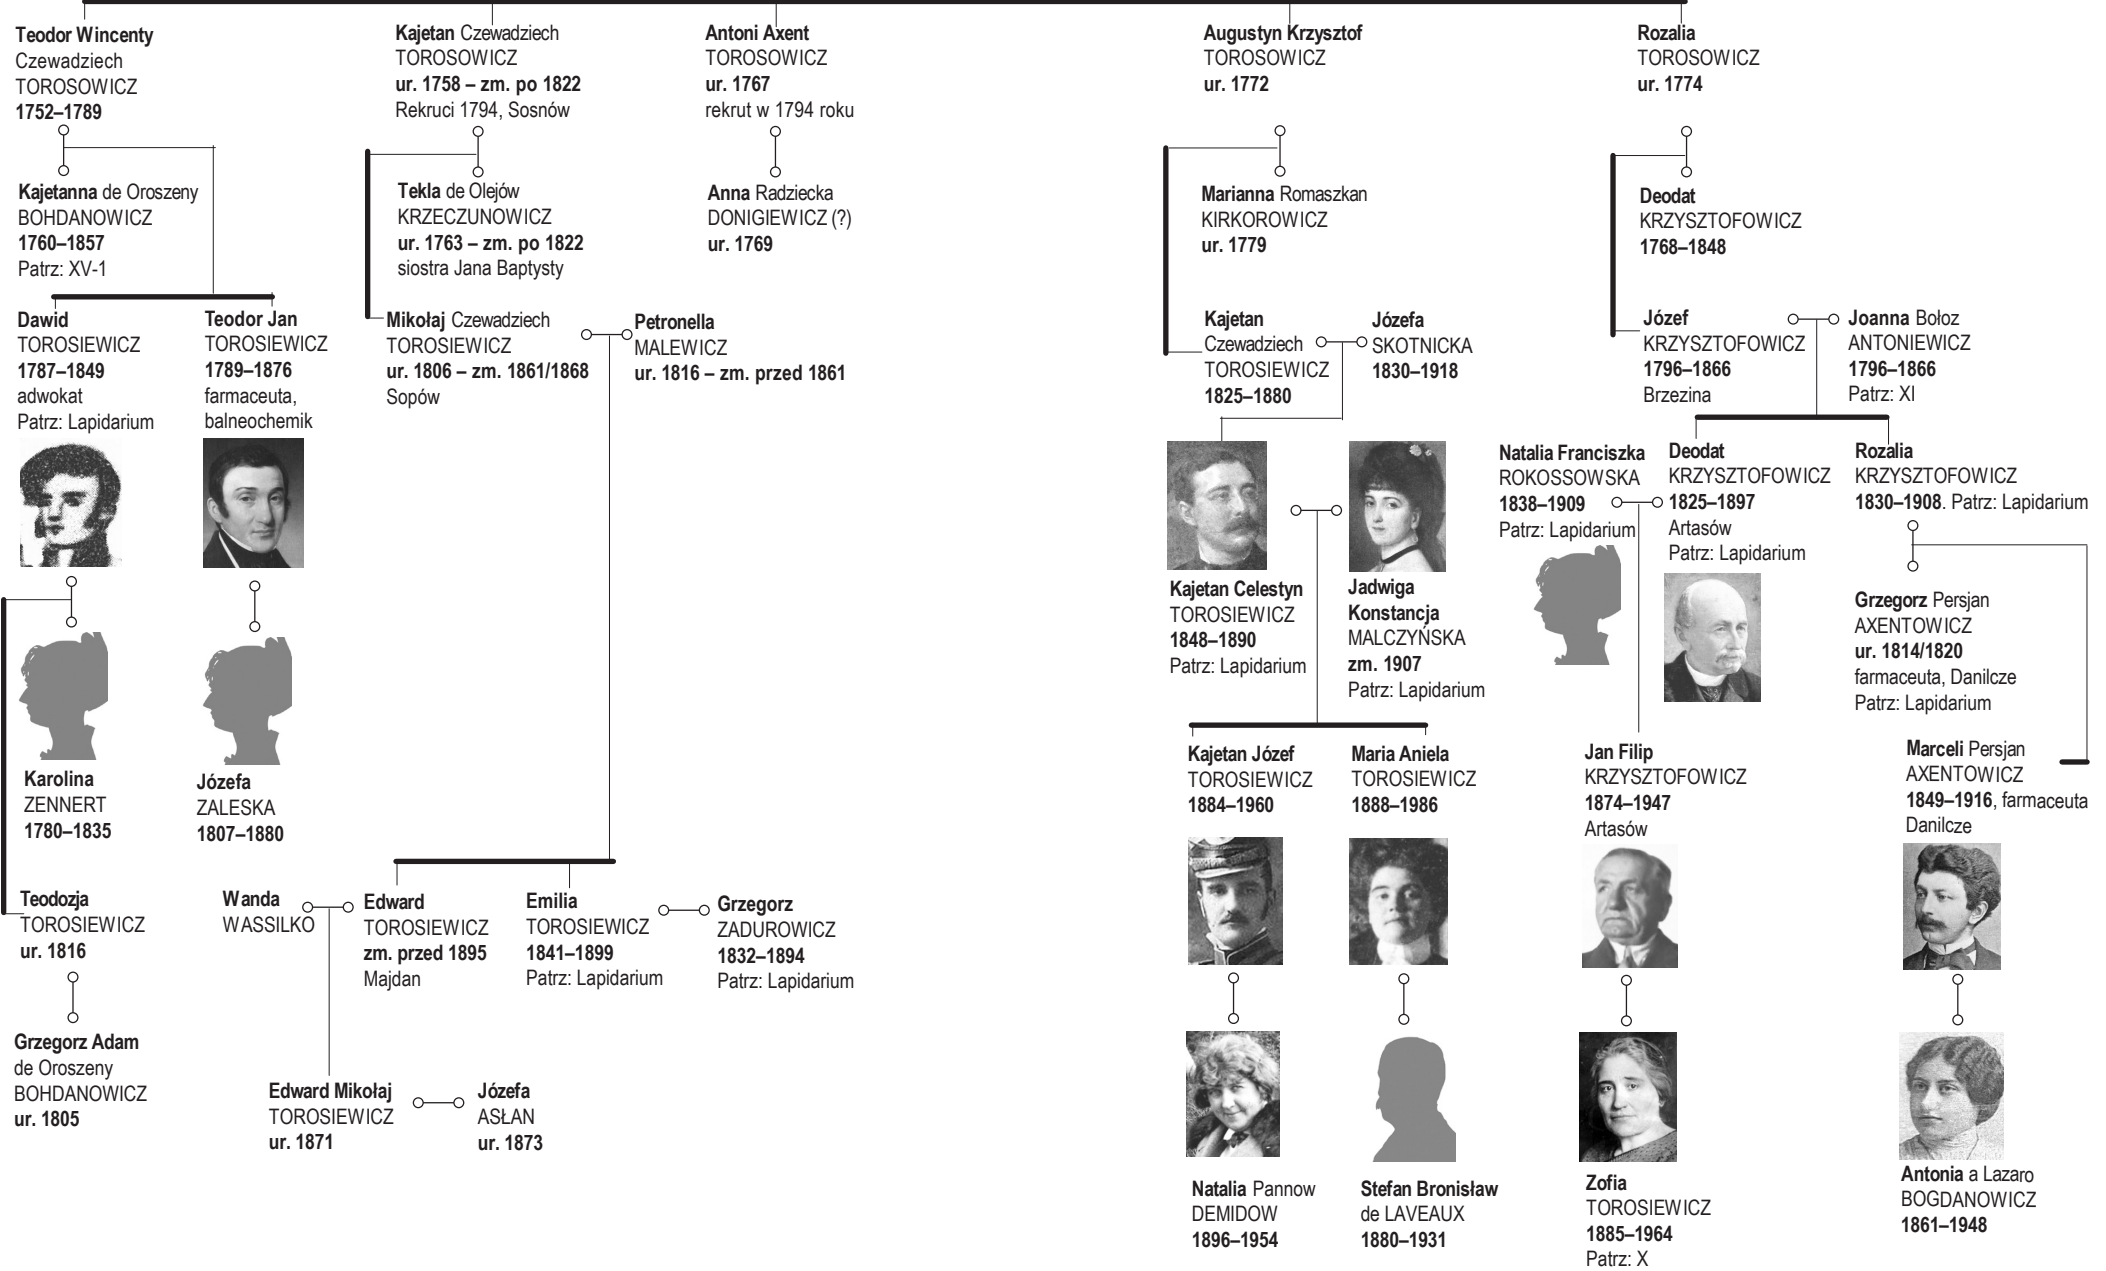 Teodor Wincenty
Czewadziech
TOROSOWICZ
1752–1789
Kajetan Czewadziech
TOROSOWICZ
ur. 1758 – zm. po 1822
Rekruci 1794, Sosnów
Antoni Axent
TOROSOWICZ
ur. 1767
rekrut w 1794 roku
Augustyn Krzysztof
TOROSOWICZ
ur. 1772
Rozalia
TOROSOWICZ
ur. 1774
Kajetanna de Oroszeny
BOHDANOWICZ
1760–1857
Patrz: XV-1
Tekla de Olejów
KRZECZUNOWICZ
ur. 1763 – zm. po 1822
siostra Jana Baptysty
Anna Radziecka
DONIGIEWICZ (?)
ur. 1769
Marianna Romaszkan
KIRKOROWICZ
ur. 1779
Deodat
KRZYSZTOFOWICZ
1768–1848
Dawid
TOROSIEWICZ
1787–1849
adwokat
Patrz: Lapidarium
Teodor Jan
TOROSIEWICZ
1789–1876
farmaceuta,
balneochemik
Mikołaj Czewadziech
TOROSIEWICZ
ur. 1806 – zm. 1861/1868
Sopów
Petronella
MALEWICZ
ur. 1816 – zm. przed 1861
Kajetan
Czewadziech
TOROSIEWICZ
1825–1880
Józefa
SKOTNICKA
1830–1918
Józef
KRZYSZTOFOWICZ
1796–1866
Brzezina
Joanna Bołoz
ANTONIEWICZ
1796–1866
Patrz: XI
Natalia Franciszka
ROKOSSOWSKA
1838–1909
Patrz: Lapidarium
Deodat
KRZYSZTOFOWICZ
1825–1897
Artasów
Patrz: Lapidarium
Rozalia
KRZYSZTOFOWICZ
1830–1908. Patrz: Lapidarium
Kajetan Celestyn
TOROSIEWICZ
1848–1890
Patrz: Lapidarium
Jadwiga
Konstancja
MALCZYŃSKA
zm. 1907
Patrz: Lapidarium
Grzegorz Persjan
AXENTOWICZ
ur. 1814/1820
farmaceuta, Danilcze
Patrz: Lapidarium
Karolina
ZENNERT
1780–1835
Józefa
ZALESKA
1807–1880
Kajetan Józef
TOROSIEWICZ
1884–1960
Maria Aniela
TOROSIEWICZ
1888–1986
Jan Filip
KRZYSZTOFOWICZ
1874–1947
Artasów
Marceli Persjan
AXENTOWICZ
1849–1916, farmaceuta
Danilcze
Teodozja
TOROSIEWICZ
ur. 1816
Wanda
WASSILKO
Edward
TOROSIEWICZ
zm. przed 1895
Majdan
Emilia
TOROSIEWICZ
1841–1899
Patrz: Lapidarium
Grzegorz
ZADUROWICZ
1832–1894
Patrz: Lapidarium
Grzegorz Adam
de Oroszeny
BOHDANOWICZ
ur. 1805
Edward Mikołaj
TOROSIEWICZ
ur. 1871
Józefa
ASŁAN
ur. 1873
Natalia Pannow
DEMIDOW
1896–1954
Stefan Bronisław
de LAVEAUX
1880–1931
Zofia
TOROSIEWICZ
1885–1964
Patrz: X
Antonia a Lazaro
BOGDANOWICZ
1861–1948